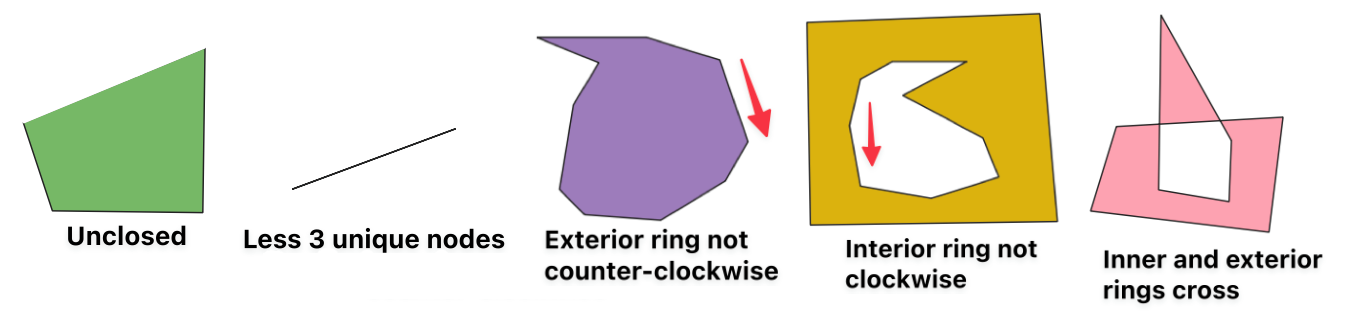 Unclosed
Less 3 unique nodes
Exterior ring not
counter-clockwise
Interior ring not
clockwise
Inner and exterior
rings cross